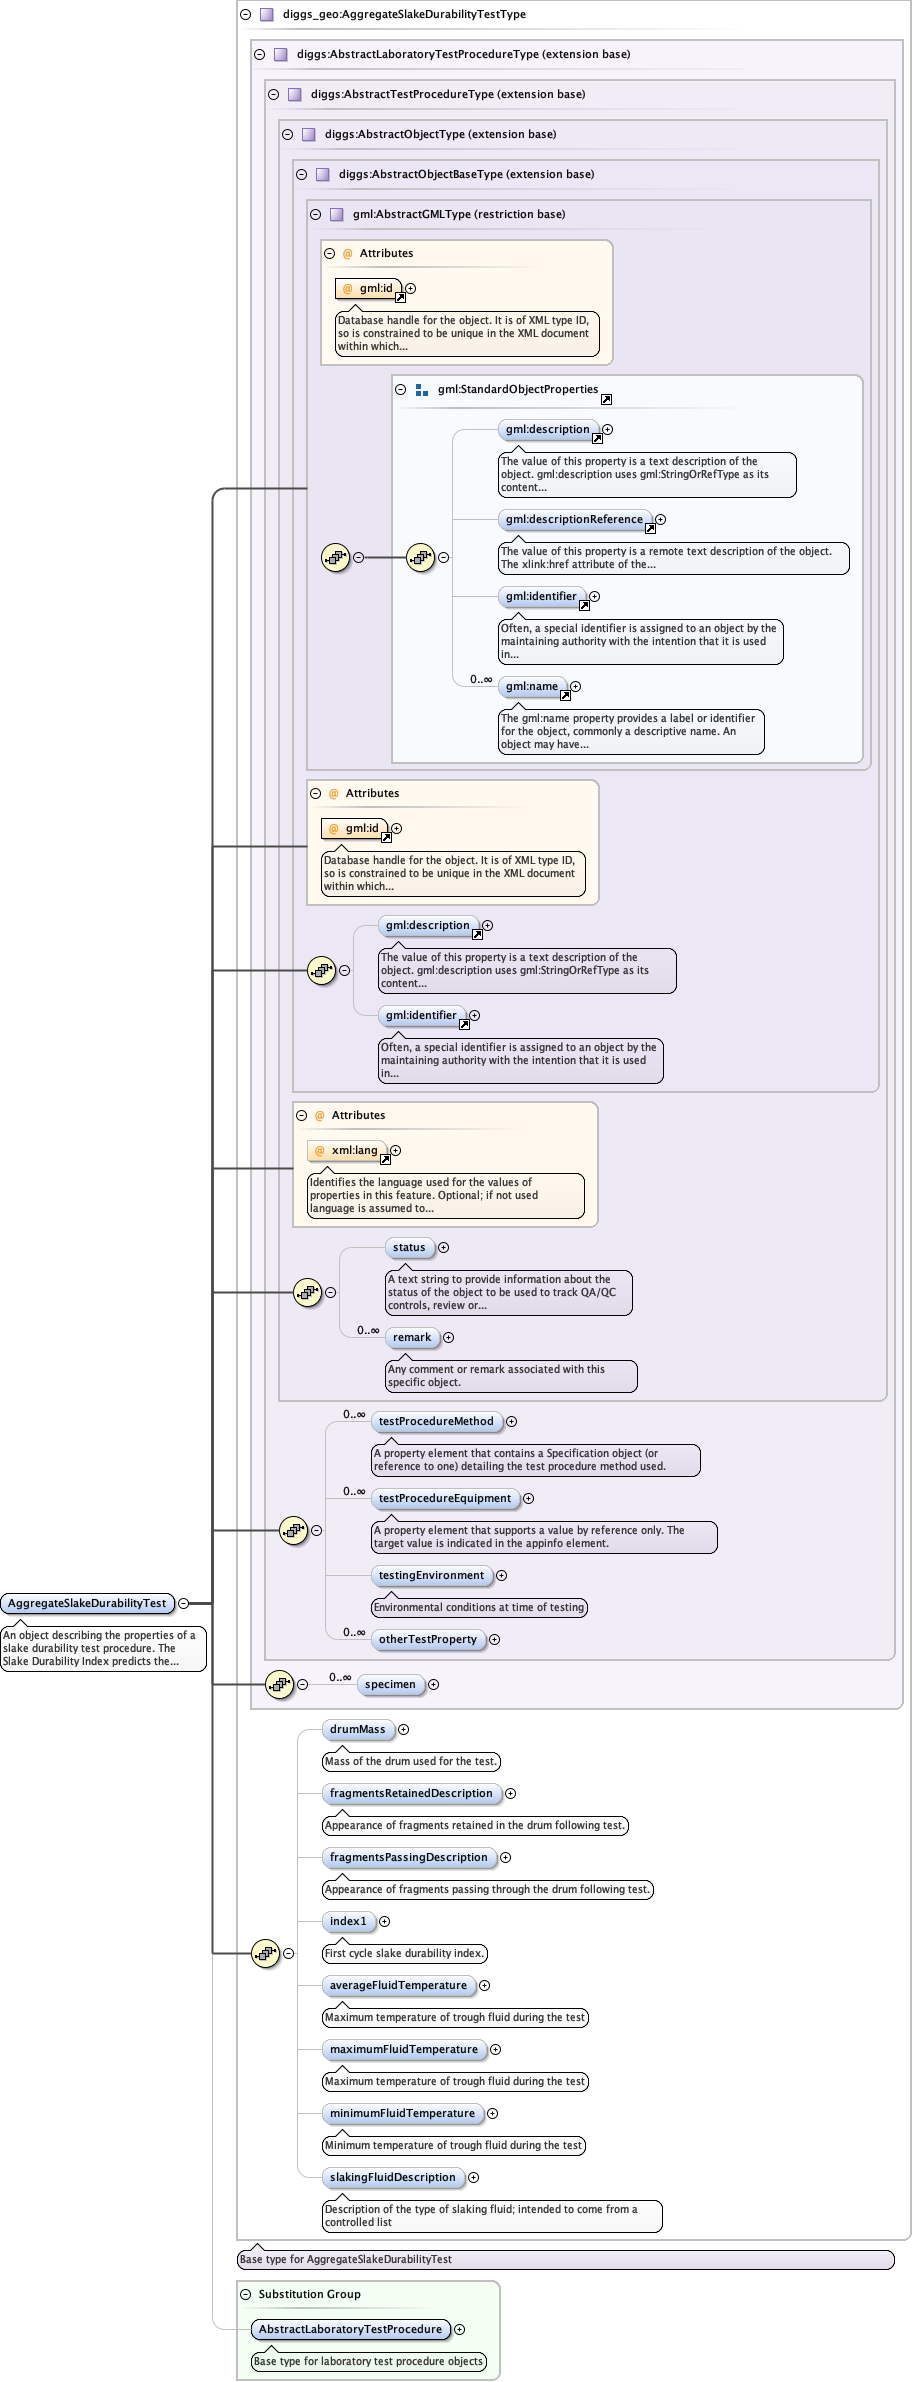 diggs_geo:AggregateSlakeDurabilityTestType
diggs:AbstractLaboratoryTestProcedureType (extension base)
diggs:AbstractTestProcedureType (extension base)
diggs:AbstractObjectType (extension base)
diggs:AbstractObjectBaseType (extension base)
gml:AbstractGMLType (restriction base)
@ Attributes
@ gml:id
Database handle for the object. It is of XML type ID,
so is constrained to be unique in the XML document
within which...
gml:StandardObjectProperties
gml:description
The value of this property is a text description of the
object. gml:description uses gml:StringOrRefType as its
content...
gml:descriptionReference
The value of this property is a remote text description of the object.
The xlink:href attribute of the...
gml:identifier
Often, a special identifier is assigned to an object by the
maintaining authority with the intention that it is used
in...
0..∞
gml:name
The gml:name property provides a label or identifier
for the object, commonly a descriptive name. An
object may have...
@ Attributes
@ gml:id
Database handle for the object. It is of XML type ID,
so is constrained to be unique in the XML document
within which...
gml:description
The value of this property is a text description of the
object. gml:description uses gml:StringOrRefType as its
content...
gml:identifier
Often, a special identifier is assigned to an object by the
maintaining authority with the intention that it is used
in...
@ Attributes
@ xml:lang
Identifies the language used for the values of
properties in this feature. Optional; if not used
language is assumed to...
status
A text string to provide information about the
status of the object to be used to track QA/QC
controls, review or...
0..∞
remark
Any comment or remark associated with this
specific object.
0..∞
testProcedureMethod
A property element that contains a Specification object (or
reference to one) detailing the test procedure method used.
0..∞
testProcedureEquipment
A property element that supports a value by reference only. The
target value is indicated in the appinfo element.
testingEnvironment
Environmental conditions at time of testing
0..∞
otherTestProperty
AggregateSlakeDurabilityTest
An object describing the properties of a
slake durability test procedure. The
Slake Durability Index predicts the...
0..∞
specimen
drumMass
Mass of the drum used for the test.
fragmentsRetainedDescription
Appearance of fragments retained in the drum following test.
fragmentsPassingDescription
Appearance of fragments passing through the drum following test.
index1
First cycle slake durability index.
averageFluidTemperature
Maximum temperature of trough fluid during the test
maximumFluidTemperature
Maximum temperature of trough fluid during the test
minimumFluidTemperature
Minimum temperature of trough fluid during the test
slakingFluidDescription
Description of the type of slaking fluid; intended to come from a
controlled list
Base type for AggregateSlakeDurabilityTest
Substitution Group
AbstractLaboratoryTestProcedure
Base type for laboratory test procedure objects